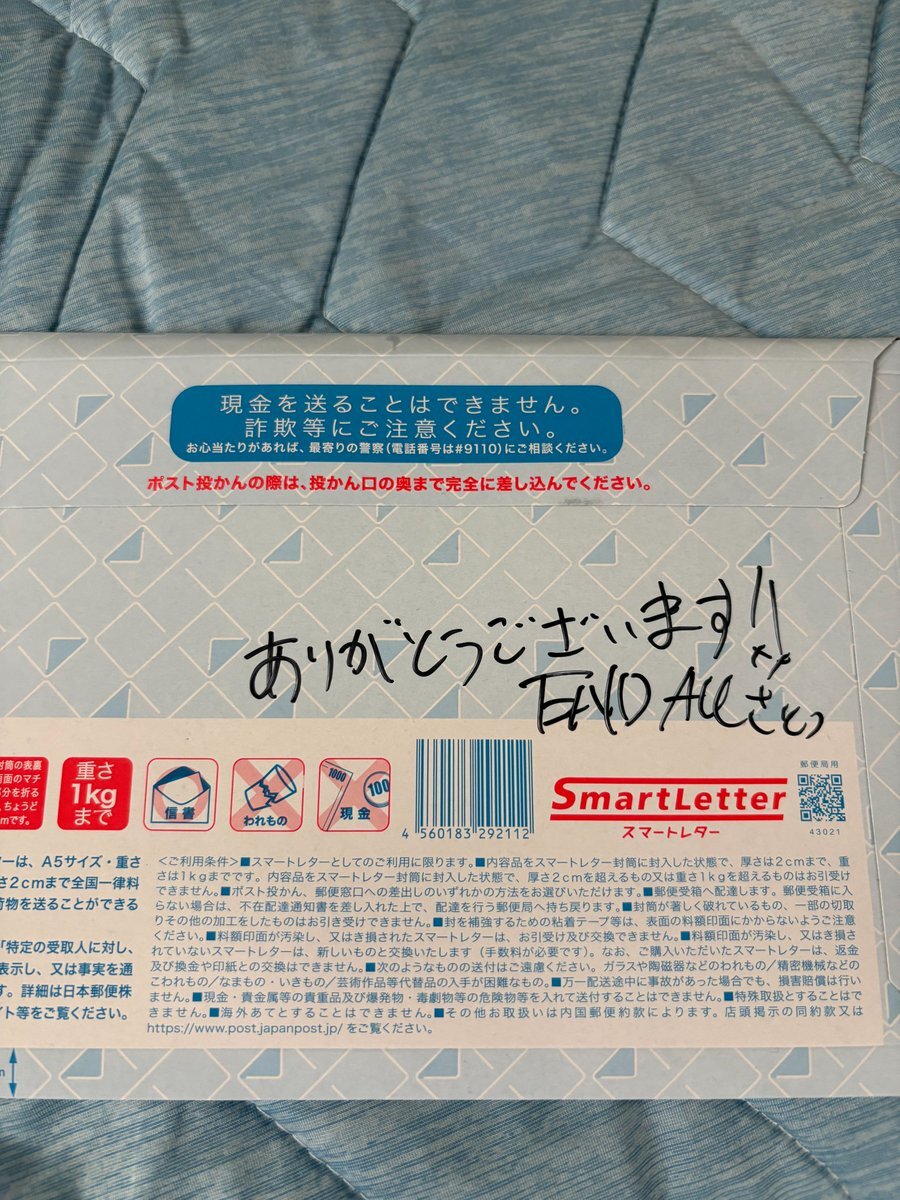 現金を送ることはできません。
詐欺等にご注意ください。
お心当たりがあれば、最寄りの警察（電話番号は#9110）にご相談ください。
ポスト投かんの際は、投かん口の奥まで完全に差し込んでください。
ありがとうございます!!
END ALL さとっ
封筒の表裏
両面のマチ
部分を折る
、ちょうど
cmです。
重さ
1kg
まで
信書
われもの
1000
100
現金
4 560183 292112
SmartLetter
スマートレター
郵便局用
43021
ターは、A5サイズ・重さ
さ2cmまで全国一律料
荷物を送ることができる
「特定の受取人に対し、
表示し、又は事実を通
す。詳細は日本郵便株
イト等をご覧ください。
＜ご利用条件＞■スマートレターとしてのご利用に限ります。■内容品をスマートレター封筒に封入した状態で、厚さは2cmまで、重
さは1kgまでです。内容品をスマートレター封筒に封入した状態で、厚さ2cmを超えるもの又は重さ1kgを超えるものはお引受け
できません。■ポスト投かん、郵便窓口への差出しのいずれかの方法をお選びいただけます。■郵便受箱へ配達します。郵便受箱に入
らない場合は、不在配達通知書を差し入れた上で、配達を行う郵便局へ持ち戻ります。■封筒が著しく破れているもの、一部の切取
りその他の加工をしたものはお引き受けできません。■封を補強するための粘着テープ等は、表面の料額印面にかからないようご注意
ください。■料額印面が汚染し、又はき損されたスマートレターは、お引受け及び交換できません。■料額印面が汚染し、又はき損さ
れていないスマートレターは、新しいものと交換いたします（手数料が必要です）。なお、ご購入いただいたスマートレターは、返金
及び換金や印紙との交換はできません。■次のようなものの送付はご遠慮ください。ガラスや陶磁器などのわれもの／精密機械などの
こわれもの／なまもの・いきもの／芸術作品等代替品の入手が困難なもの。■万一配送途中に事故があった場合でも、損害賠償は行い
ません。■現金・貴金属等の貴重品及び爆発物・毒劇物等の危険物等を入れて送付することはできません。■特殊取扱とすることはで
きません。■海外あてとすることはできません。■その他お取扱いは内国郵便約款によります。店頭掲示の同約款又は
https://www.post.japanpost.jp/ をご覧ください。